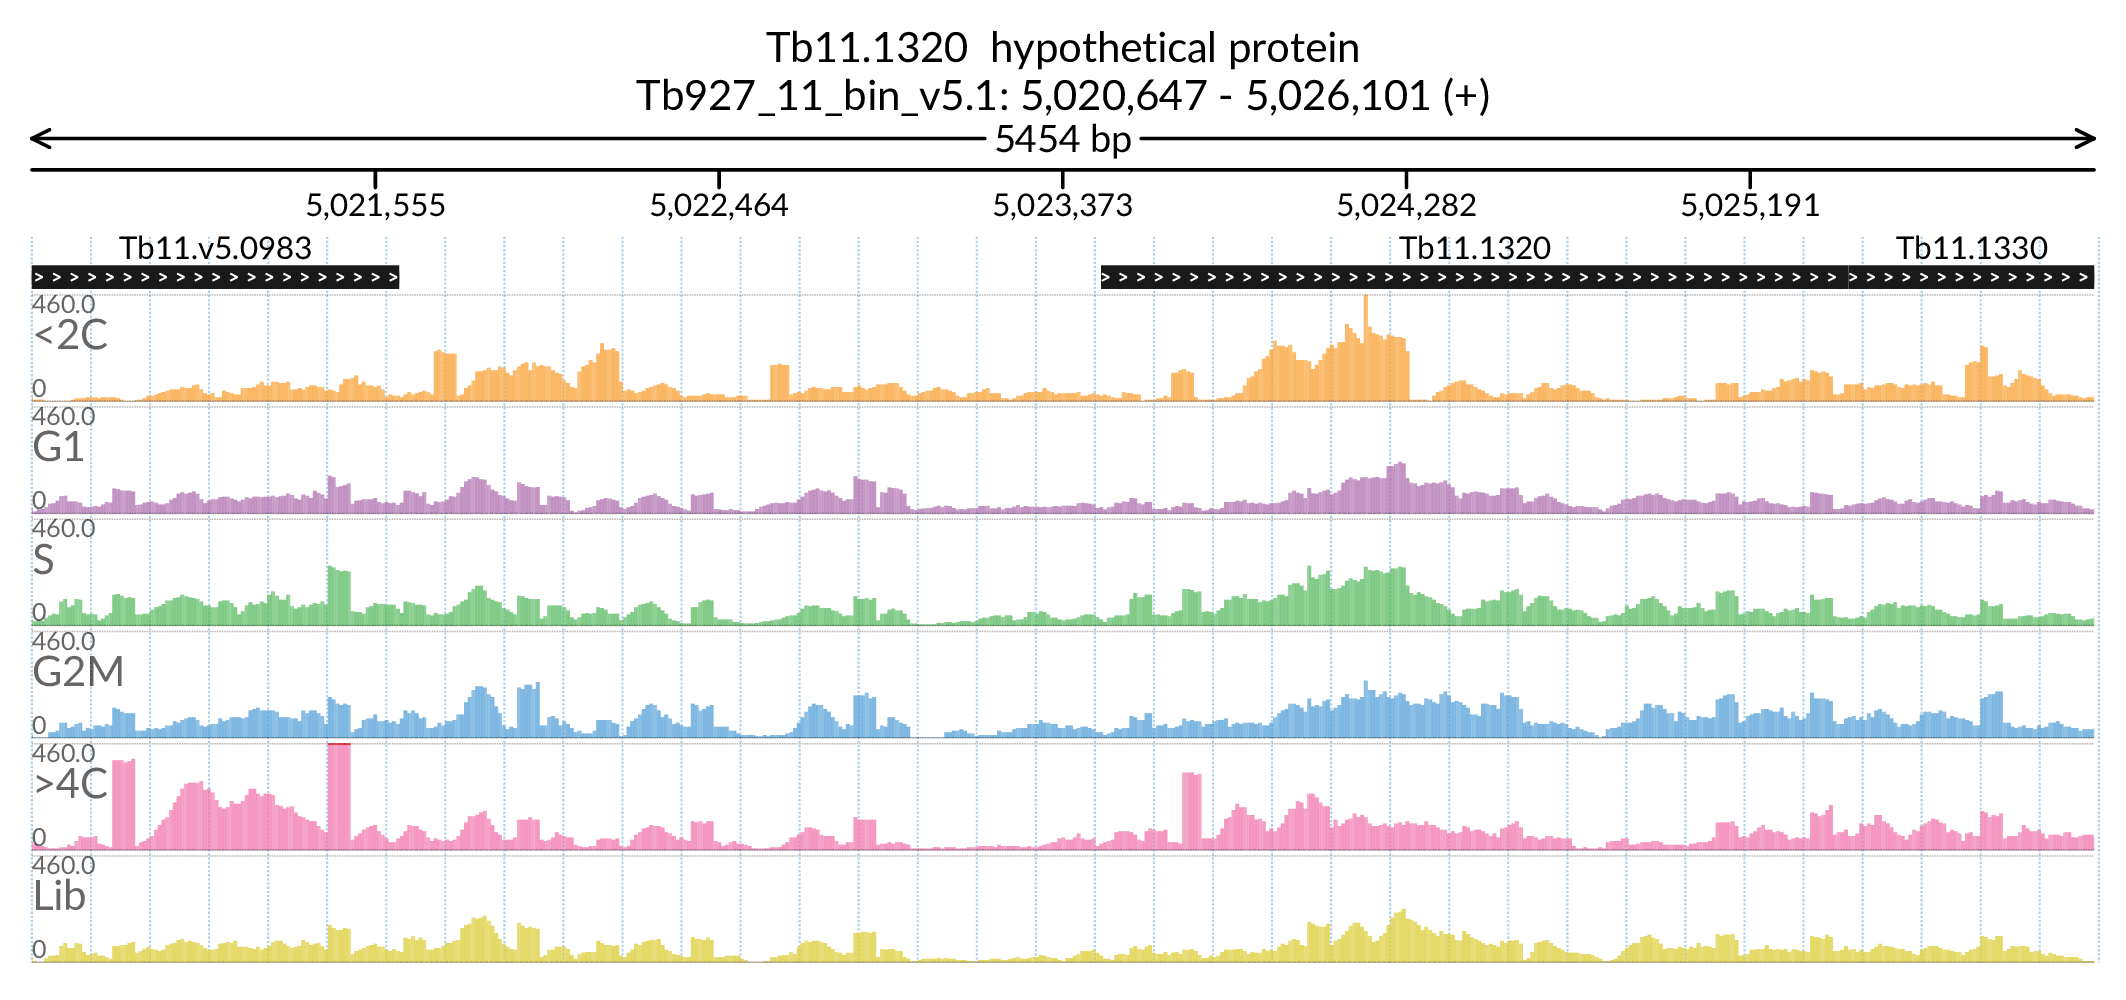 Tb11.1320 hypothetical protein
Tb927_11_bin_v5.1: 5,020,647 - 5,026,101 (+)
5454 bp
5,021,555 5,022,464 5,023,373 5,024,282 5,025,191
Tb11.v5.0983 Tb11.1320 Tb11.1330
460.0
<2C
0
460.0
G1
0
460.0
S
0
460.0
G2M
0
460.0
>4C
0
460.0
Lib
0